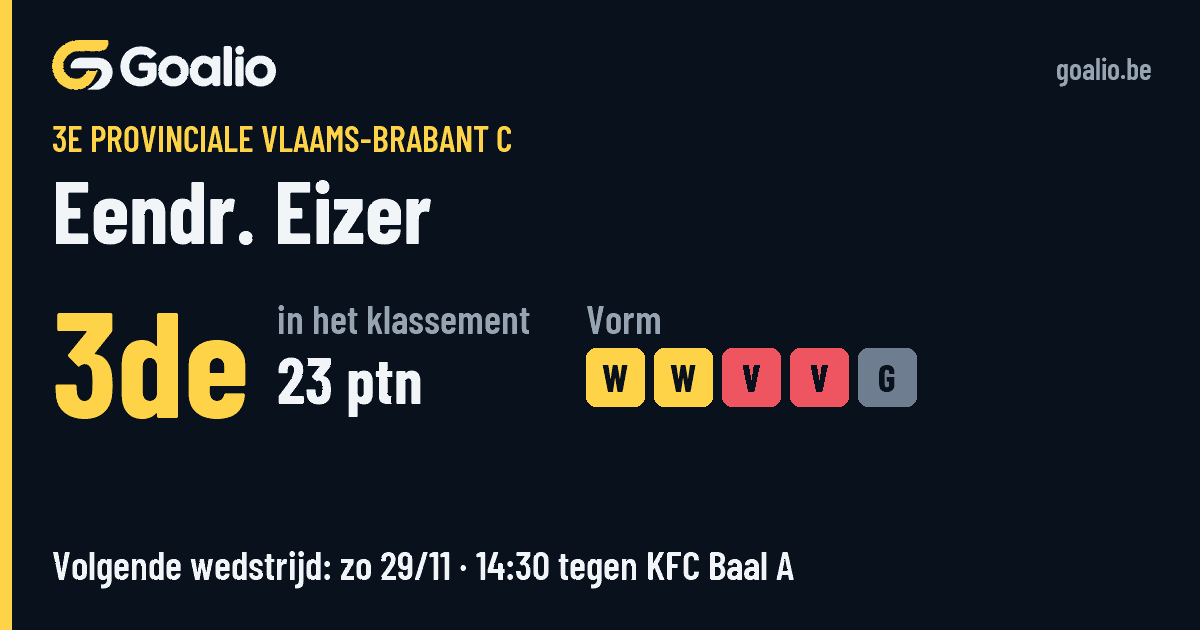 Goalio
goalio.be
3E PROVINCIALE VLAAMS-BRABANT C
Eendr. Eizer
3de
in het klassement
23 ptn
Vorm
W W V V G
Volgende wedstrijd: zo 29/11 · 14:30 tegen KFC Baal A